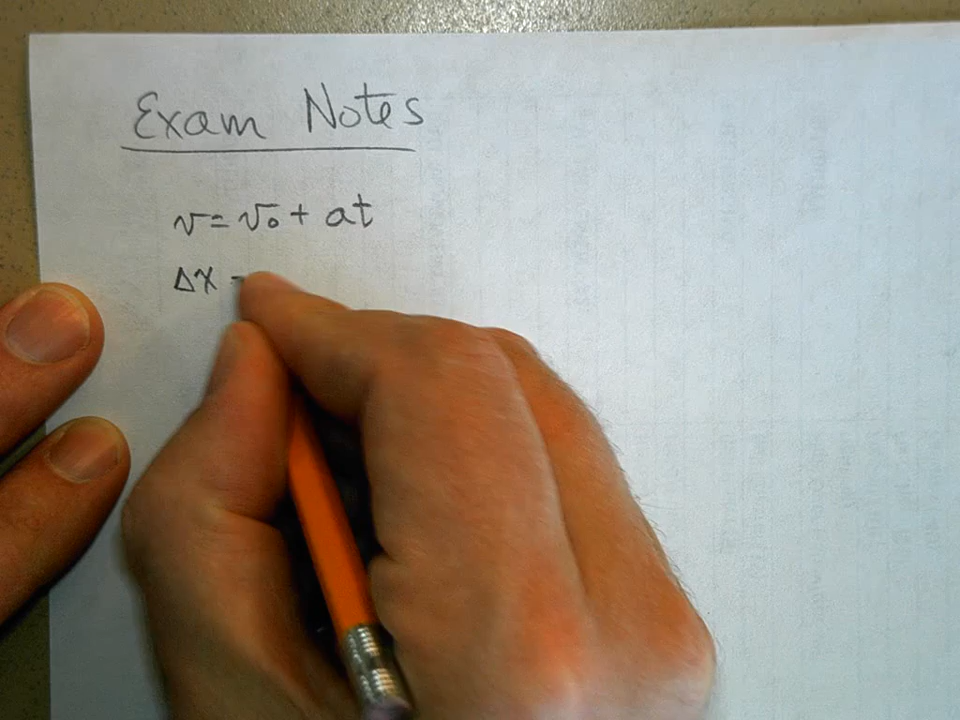 Exam Notes
v = v₀ + at
Δx -